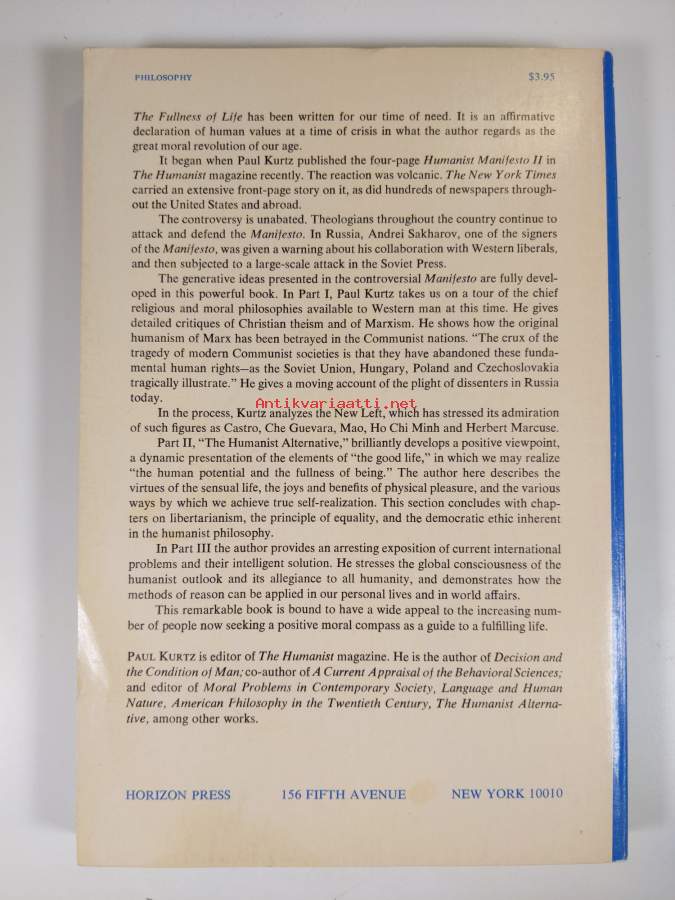 PHILOSOPHY $3.95
The Fullness of Life has been written for our time of need. It is an affirmative
declaration of human values at a time of crisis in what the author regards as the
great moral revolution of our age.
It began when Paul Kurtz published the four-page Humanist Manifesto II in
The Humanist magazine recently. The reaction was volcanic. The New York Times
carried an extensive front-page story on it, as did hundreds of newspapers through-
out the United States and abroad.
The controversy is unabated. Theologians throughout the country continue to
attack and defend the Manifesto. In Russia, Andrei Sakharov, one of the signers
of the Manifesto, was given a warning about his collaboration with Western liberals,
and then subjected to a large-scale attack in the Soviet Press.
The generative ideas presented in the controversial Manifesto are fully devel-
oped in this powerful book. In Part I, Paul Kurtz takes us on a tour of the chief
religious and moral philosophies available to Western man at this time. He gives
detailed critiques of Christian theism and of Marxism. He shows how the original
humanism of Marx has been betrayed in the Communist nations. "The crux of the
tragedy of modern Communist societies is that they have abandoned these funda-
mental human rights—as the Soviet Union, Hungary, Poland and Czechoslovakia
tragically illustrate." He gives a moving account of the plight of dissenters in Russia
today.
Antikvariaatti.net
In the process, Kurtz analyzes the New Left, which has stressed its admiration
of such figures as Castro, Che Guevara, Mao, Ho Chi Minh and Herbert Marcuse.
Part II, "The Humanist Alternative," brilliantly develops a positive viewpoint,
a dynamic presentation of the elements of "the good life," in which we may realize
"the human potential and the fullness of being." The author here describes the
virtues of the sensual life, the joys and benefits of physical pleasure, and the various
ways by which we achieve true self-realization. This section concludes with chap-
ters on libertarianism, the principle of equality, and the democratic ethic inherent
in the humanist philosophy.
In Part III the author provides an arresting exposition of current international
problems and their intelligent solution. He stresses the global consciousness of the
humanist outlook and its allegiance to all humanity, and demonstrates how the
methods of reason can be applied in our personal lives and in world affairs.
This remarkable book is bound to have a wide appeal to the increasing num-
ber of people now seeking a positive moral compass as a guide to a fulfilling life.
PAUL KURTZ is editor of The Humanist magazine. He is the author of Decision and
the Condition of Man; co-author of A Current Appraisal of the Behavioral Sciences;
and editor of Moral Problems in Contemporary Society, Language and Human
Nature, American Fhilosophy in the Twentieth Century, The Humanist Alterna-
tive, among other works.
HORIZON PRESS 156 FIFTH AVENUE NEW YORK 10010